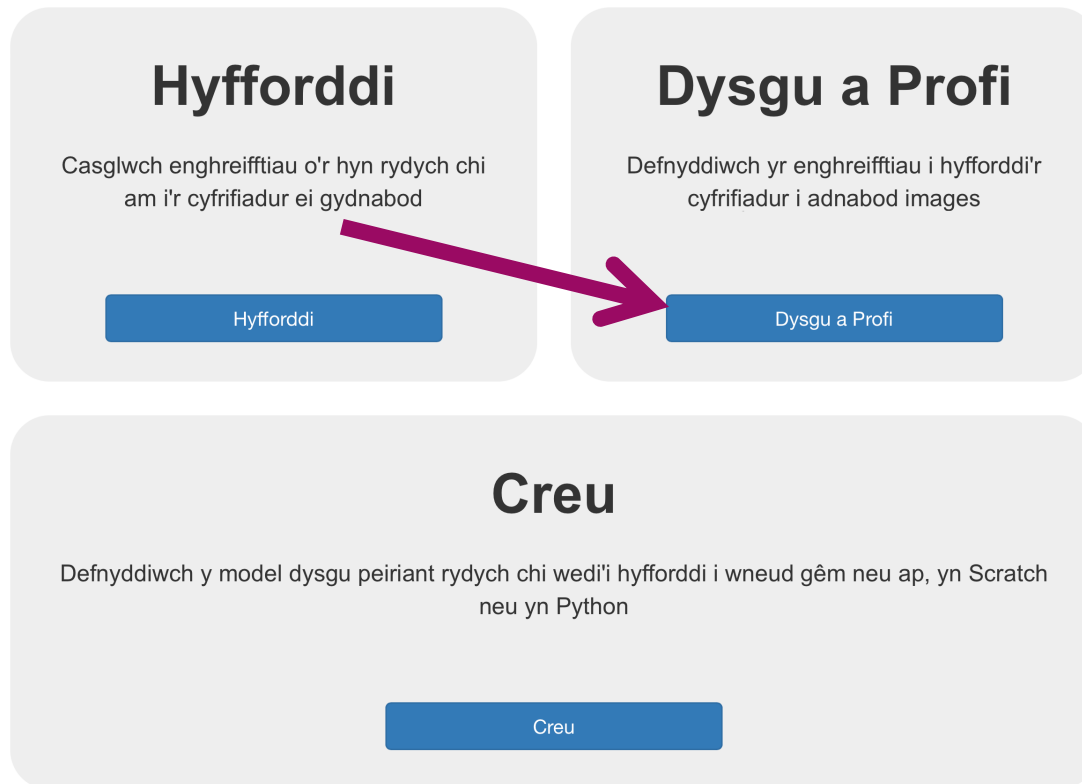 Hyfforddi
Casglwch enghreifftiau o'r hyn rydych chi
am i'r cyfrifiadur ei gydnabod
Hyfforddi
Dysgu a Profi
Defnyddiwch yr enghreifftiau i hyfforddi'r
cyfrifiadur i adnabod images
Dysgu a Profi
Creu
Defnyddiwch y model dysgu peiriant rydych chi wedi'i hyfforddi i wneud gêm neu ap, yn Scratch
neu yn Python
Creu